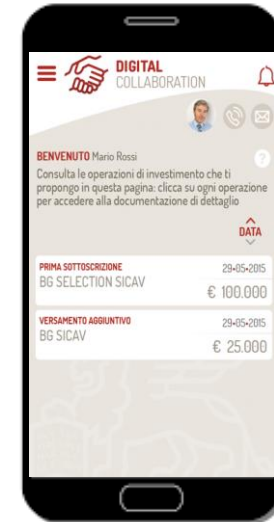 DIGITAL
COLLABORATION
BENVENUTO Mario Rossi
?
Consulta le operazioni di investimento che ti
propongo in questa pagina: clicca su ogni operazione
per accedere alla documentazione di dettaglio
DATA
PRIMA SOTTOSCRIZIONE 29-05-2015
BG SELECTION SICAV
€ 100.000
VERSAMENTO AGGIUNTIVO 29-05-2015
BG SICAV
€ 25.000